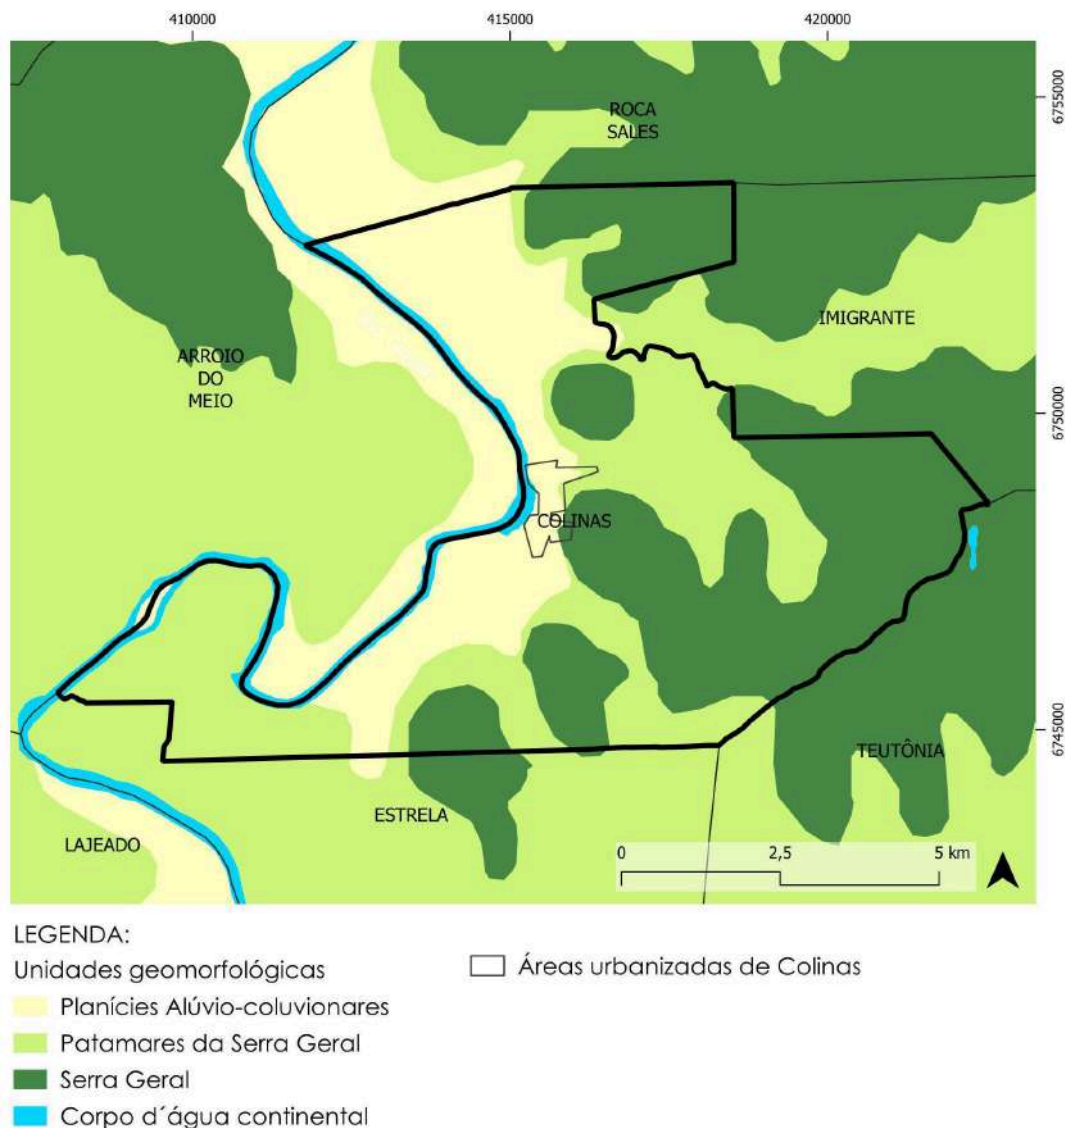 410000
415000
420000
6755000
ROCA
SALES
IMIGRANTE
ARROIO
DO
MEIO
6750000
COLINAS
6745000
TEUTÔNIA
ESTRELA
LAJEADO
0
2,5
5 km
LEGENDA:
Unidades geomorfológicas
Áreas urbanizadas de Colinas
Planícies Alúvio-coluvionares
Patamares da Serra Geral
Serra Geral
Corpo d´água continental